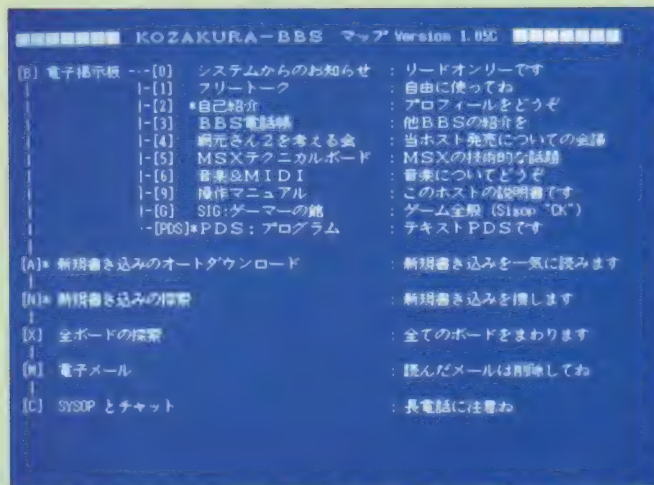 KOZAKURA-BBS マップ Version 1.05C
[B] 電子掲示板 --[0] システムからのお知らせ : リードオンリーです
|-[1] フリートーク : 自由に使ってね
|-[2] *自己紹介 : プロフィールをどうぞ
|-[3] BBS電話帳 : 他BBSの紹介を
|-[4] 網元さん2を考える会 : 当ホスト発売についての会議
|-[5] MSXテクニカルボード : MSXの技術的な話題
|-[6] 音楽&MIDI : 音楽についてどうぞ
|-[9] 操作マニュアル : このホストの説明書です
|-[G] SIG:ゲーマーの館 : ゲーム全般 (Sisop "CK")
--[PDS]*PDS:プログラム : テキストPDSです
[A]* 新規書き込みのオートダウンロード : 新規書き込みを一気に読みます
[N]* 新規書き込みの探索 : 新規書き込みを捜します
[X] 全ボードの探索 : 全てのボードをまわります
[M] 電子メール : 読んだメールは削除してね
[C] SYSOP とチャット : 長電話に注意ね